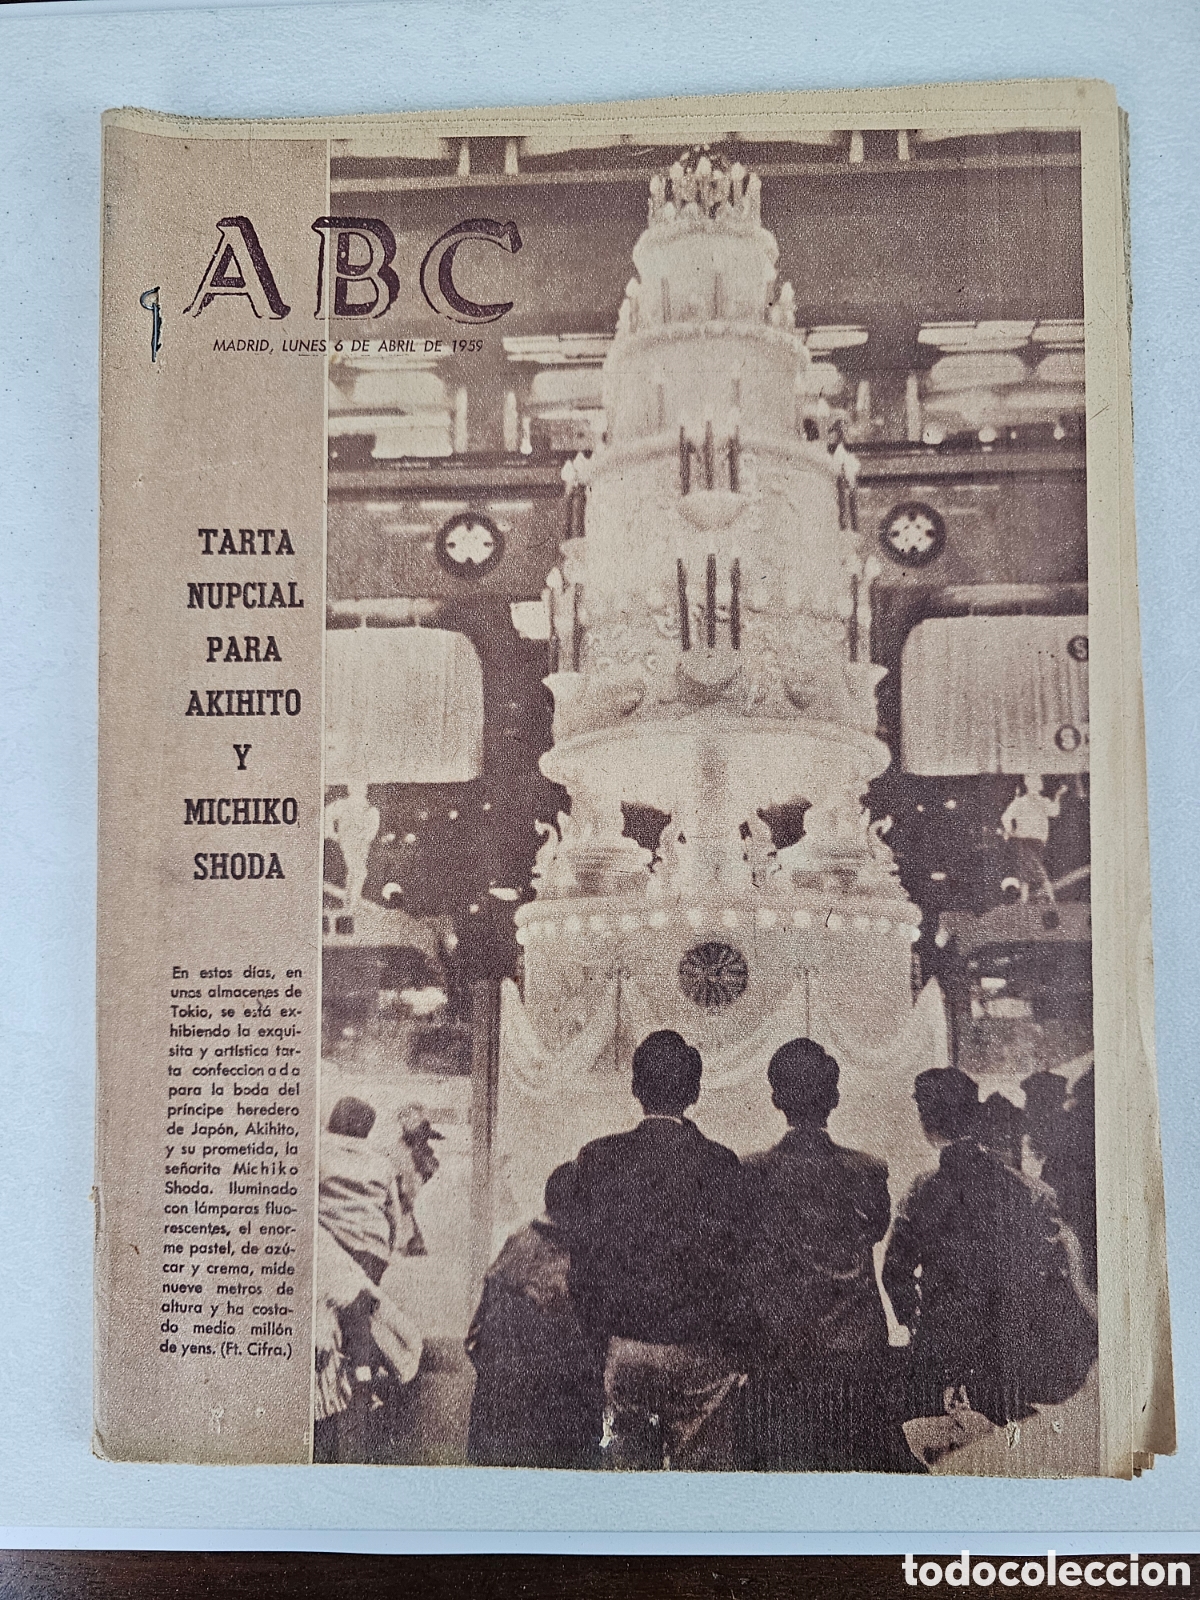 ABC
MADRID, LUNES 6 DE ABRIL DE 1959
TARTA
NUPCIAL
PARA
AKIHITO
Y
MICHIKO
SHODA
En estos días, en
unos almacenes de
Tokio, se está ex-
hibiendo la exqui-
sita y artística tar-
ta confeccionada
para la boda del
príncipe heredero
de Japón, Akihito,
y su prometida, la
señorita Michiko
Shoda. Iluminado
con lámparas fluo-
rescentes, el enor-
me pastel, de azú-
car y crema, mide
nueve metros de
altura y ha costa-
do medio millón
de yens. (Ft. Cifra.)
todocoleccion